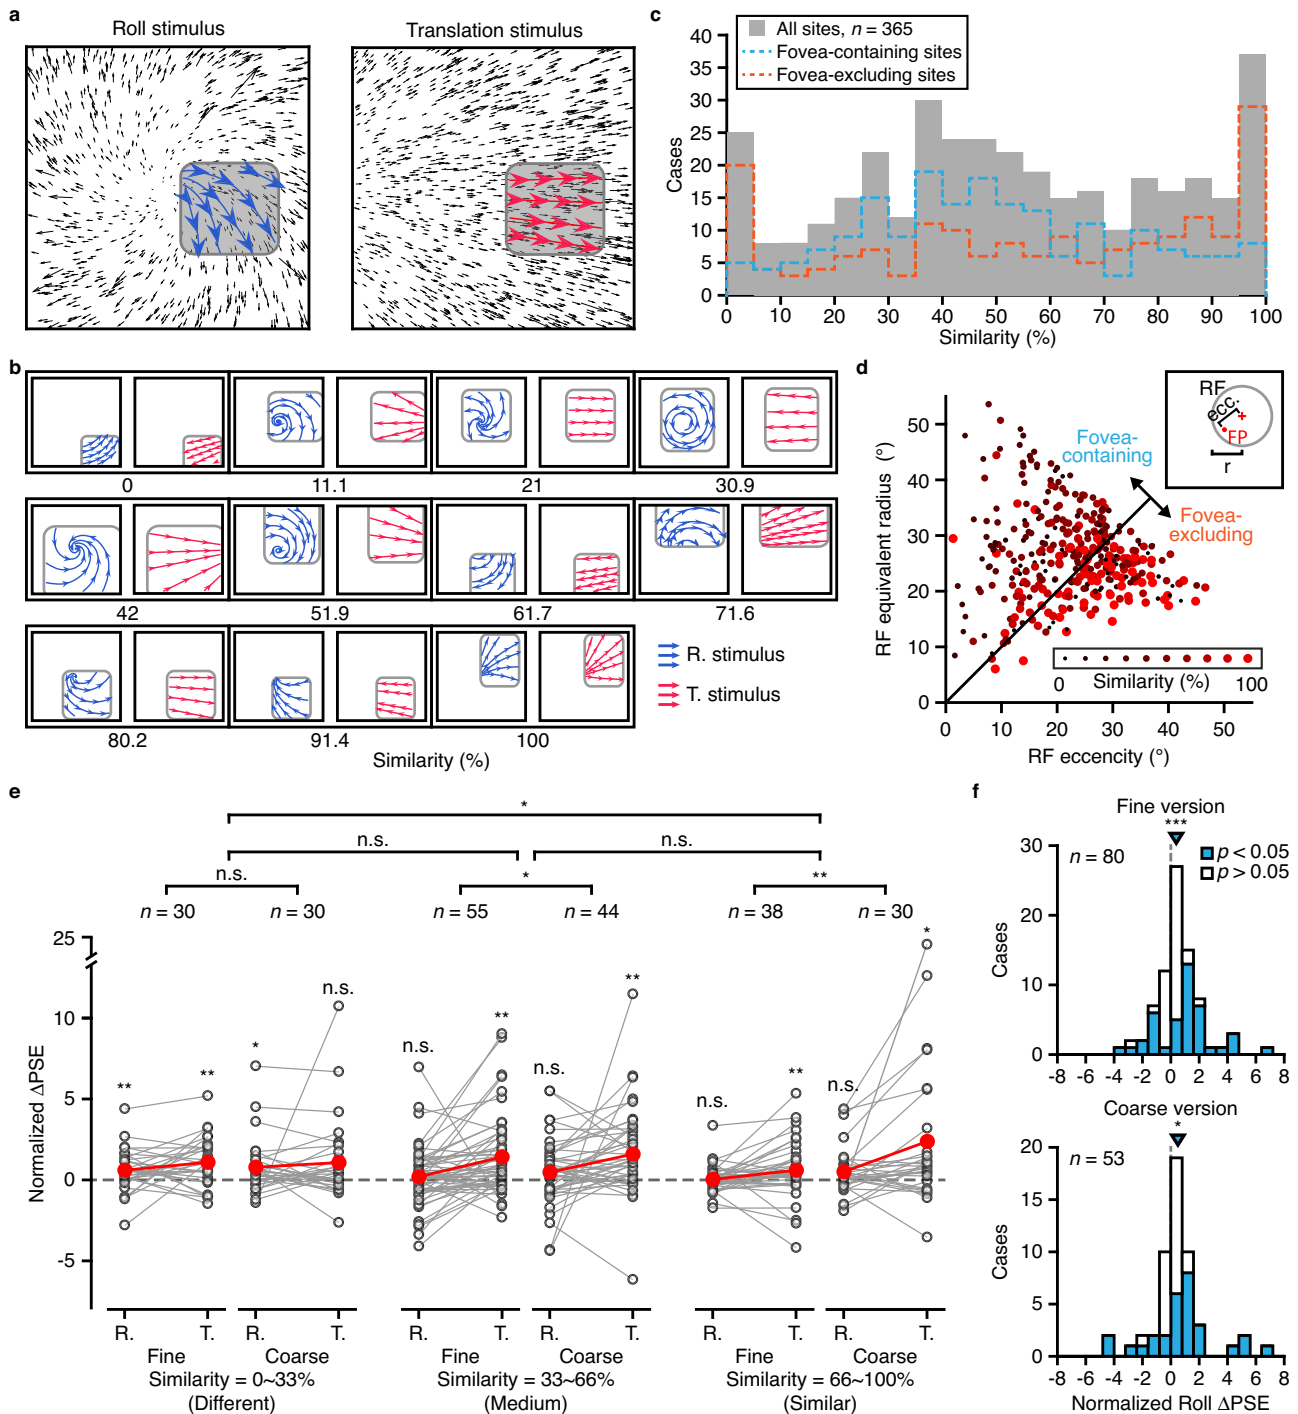 a
Roll stimulus
Translation stimulus
c
All sites, n = 365
Fovea-containing sites
Fovea-excluding sites
Cases
40
35
30
25
20
15
10
5
0
0 10 20 30 40 50 60 70 80 90 100
Similarity (%)
b
0 11.1 21 30.9
42 51.9 61.7 71.6
80.2 91.4 100
Similarity (%)
R. stimulus
T. stimulus
d
RF
ecc.
FP
r
Fovea-
containing
Fovea-
excluding
RF equivalent radius (°)
50
40
30
20
10
0
0 10 20 30 40 50
RF eccencity (°)
0 Similarity (%) 100
e
*
n.s. n.s.
n.s. * **
n = 30 n = 30 n = 55 n = 44 n = 38 n = 30
Normalized ΔPSE
25
10
5
0
-5
** ** * n.s. n.s. ** n.s. ** n.s. ** n.s. *
R. T. R. T. R. T. R. T. R. T. R. T.
Fine Coarse Fine Coarse Fine Coarse
Similarity = 0~33% Similarity = 33~66% Similarity = 66~100%
(Different) (Medium) (Similar)
f
Fine version
***
n = 80
p < 0.05
p > 0.05
Cases
30
20
10
0
-8 -6 -4 -2 0 2 4 6 8
Coarse version
*
n = 53
Cases
20
15
10
5
0
-8 -6 -4 -2 0 2 4 6 8
Normalized Roll ΔPSE